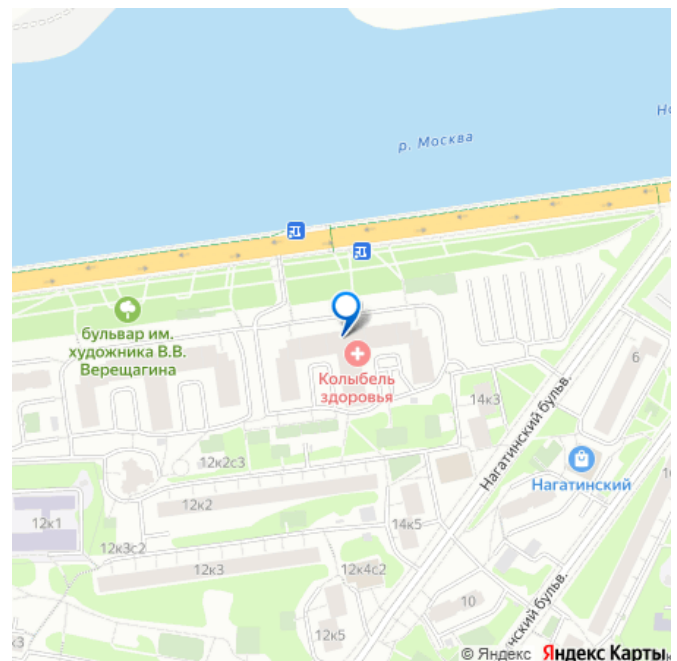 р. Москва
бульвар им.
художника В.В.
Верещагина
Колыбель
здоровья
14к3
6
Нагатинский бульв.
Нагатинский
12к2с3
12к2
12к1
14к5
12к3с2
12к3
12к4с2
10
12к5
бульв.
© Яндекс Яндекс Карты